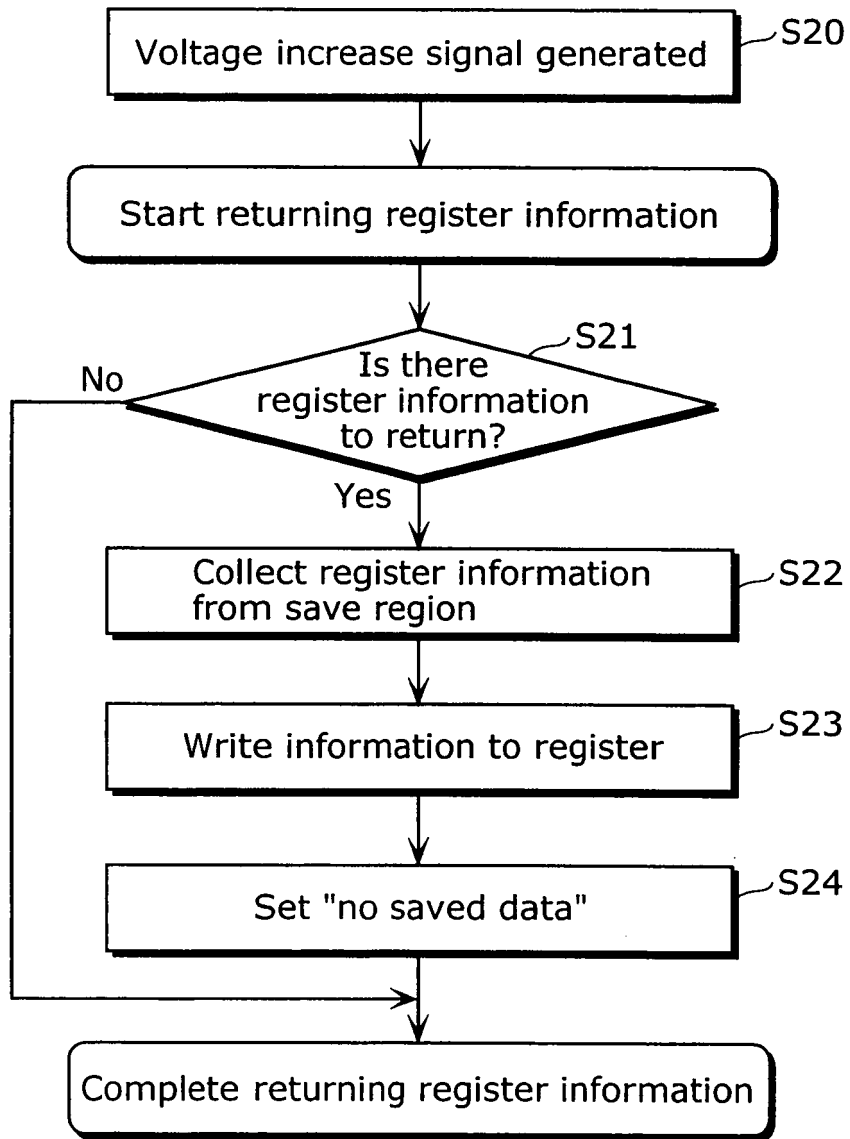 Voltage increase signal generated
S20
Start returning register information
S21
Is there
register information
to return?
No
Yes
Collect register information
from save region
S22
Write information to register
S23
Set "no saved data"
S24
Complete returning register information